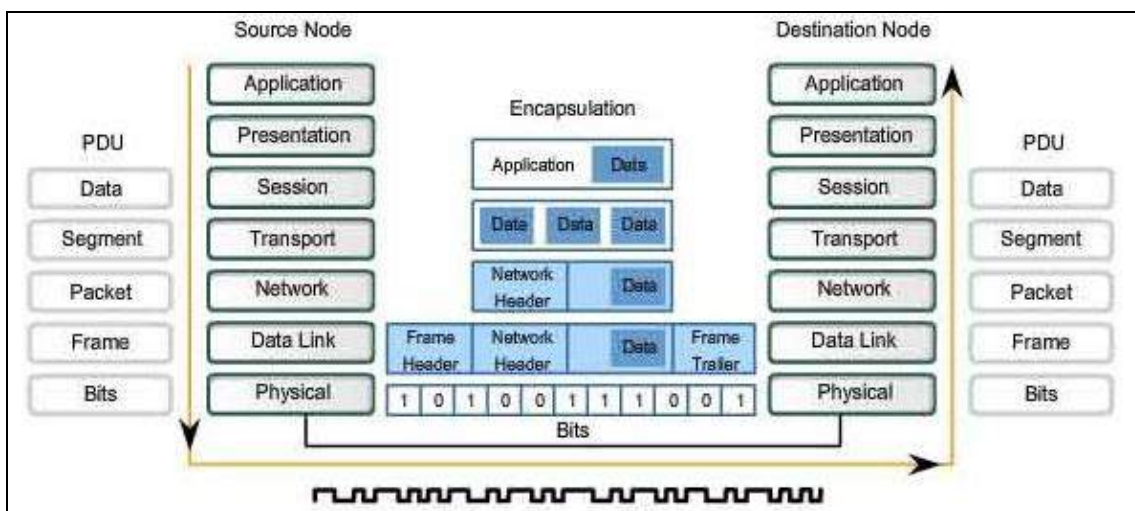 Source Node
Destination Node
Application
Application
Encapsulation
Presentation
Presentation
PDU
PDU
Application Data
Data
Session
Session
Data
Data Data Data
Segment
Transport
Transport
Segment
Network
Header
Data
Packet
Network
Network
Packet
Frame
Header
Network
Header
Data
Frame
Trailer
Frame
Data Link
Data Link
Frame
Bits
Physical
Physical
Bits
1 0 1 0 0 1 1 1 0 0 1
Bits